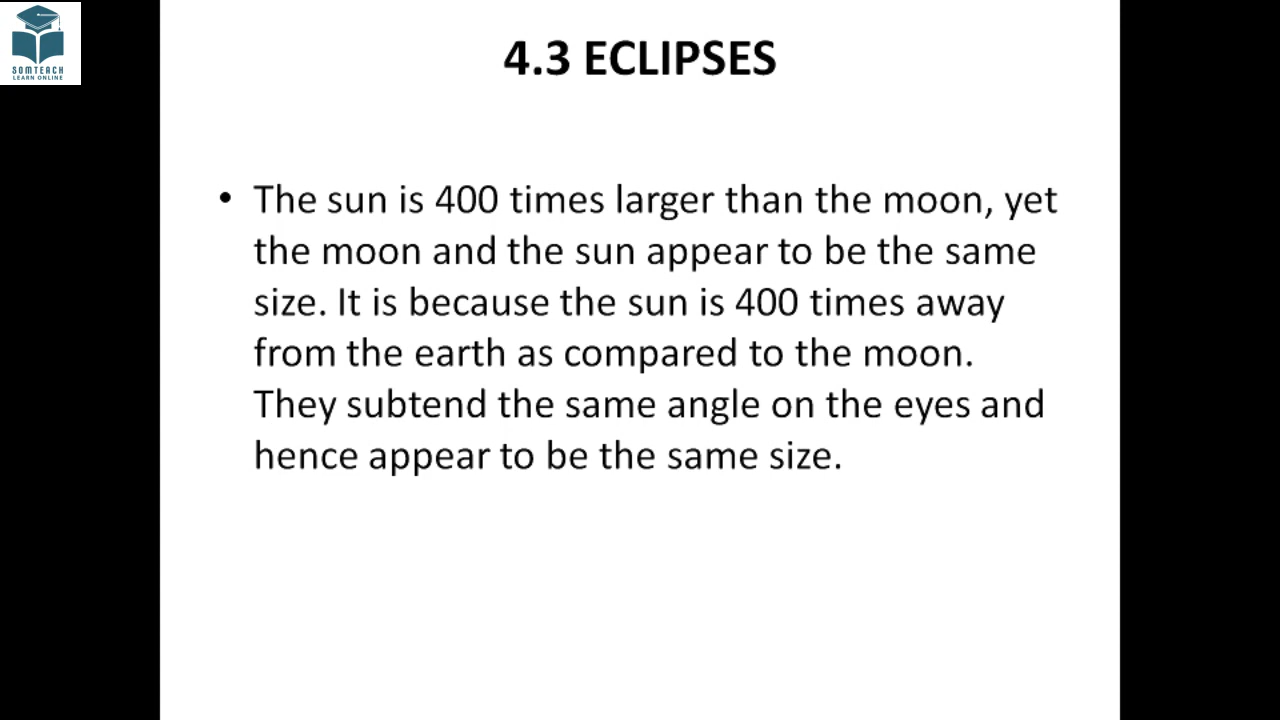 SOMTEACH
LEARN ONLINE
4.3 ECLIPSES
• The sun is 400 times larger than the moon, yet
the moon and the sun appear to be the same
size. It is because the sun is 400 times away
from the earth as compared to the moon.
They subtend the same angle on the eyes and
hence appear to be the same size.